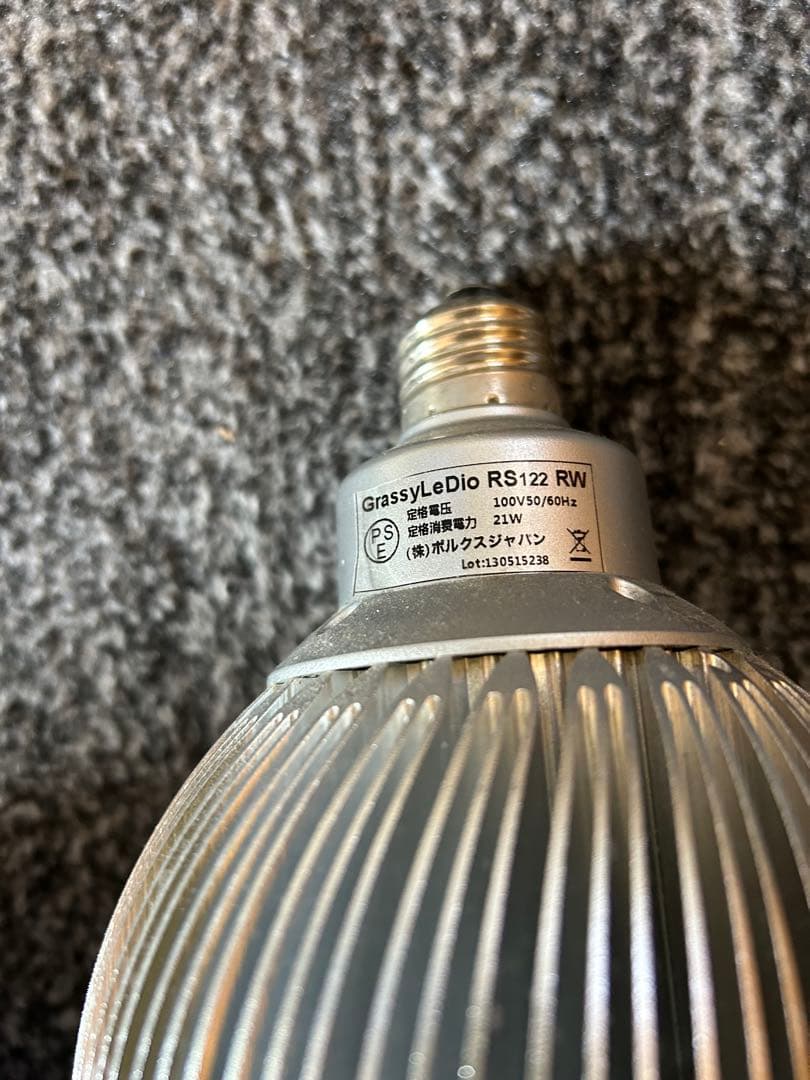 GrassyLeDio RS122 RW
定格電圧 100V50/60Hz
定格消費電力 21W
PSE
(株)ボルクスジャパン
Lot:130515238